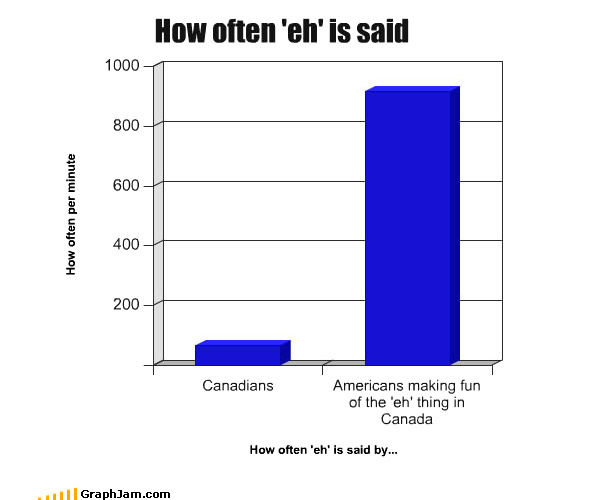 How often 'eh' is said
1000
800
600
400
200
How often per minute
Canadians
Americans making fun
of the 'eh' thing in
Canada
How often 'eh' is said by...
GraphJam.com